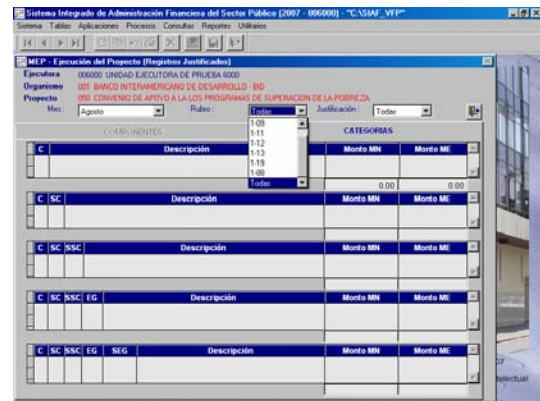 Sistema Integrado de Administración Financiera del Sector Público [2007 - 006000] - "C:\SIAF_VFP"
Sistema Tablas Aplicaciones Procesos Consultas Reportes Utilitarios
MEP - Ejecución del Proyecto (Registros Justificados)
Ejecutora 006000 UNIDAD EJECUTORA DE PRUEBA 6000
Organismo 001 BANCO INTERAMERICANO DE DESARROLLO - BID
Proyecto 050 CONVENIO DE APOYO A LA LOS PROGRAMAS DE SUPERACION DE LA POBREZA
Mes: Agosto Rubro: Todas Justificación: Todas
1-09
1-11
1-12
1-13
1-19
1-88
Todas
COMPONENTES CATEGORIAS
C Descripción Monto MN Monto ME
0.00 0.00
C SC Descripción Monto MN Monto ME
C SC SSC Descripción Monto MN Monto ME
C SC SSC EG Descripción Monto MN Monto ME
C SC SSC EG SEG Descripción Monto MN Monto ME
telectual